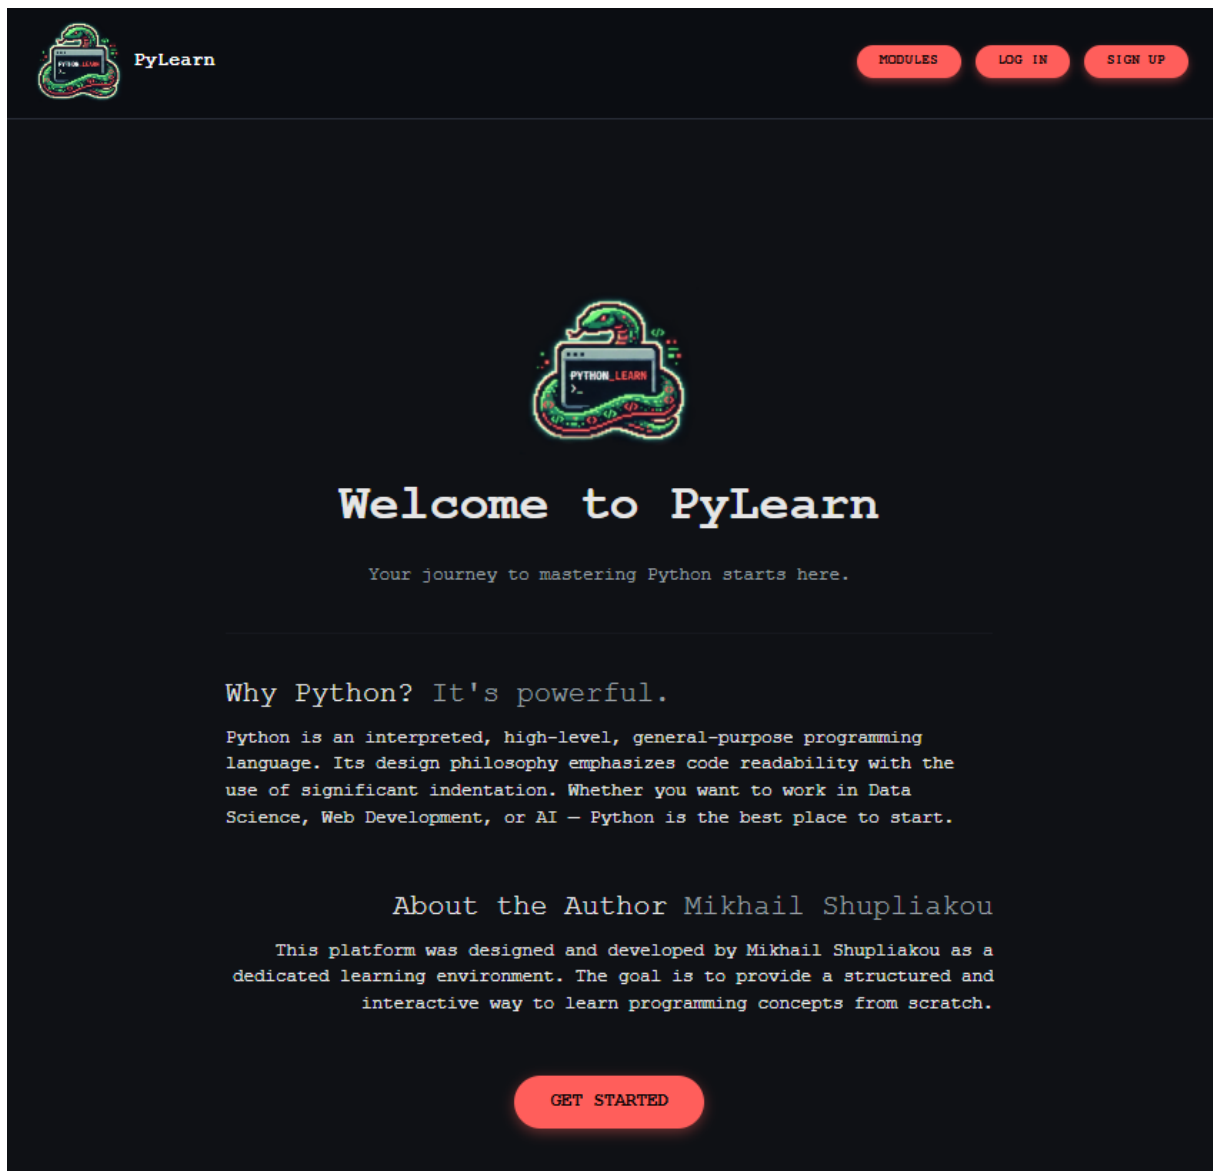 PYTHON_LEARN
>_
PyLearn
MODULES
LOG IN
SIGN UP
</>
PYTHON_LEARN
>_
Welcome to PyLearn
Your journey to mastering Python starts here.
Why Python? It's powerful.
Python is an interpreted, high-level, general-purpose programming
language. Its design philosophy emphasizes code readability with the
use of significant indentation. Whether you want to work in Data
Science, Web Development, or AI — Python is the best place to start.
About the Author Mikhail Shupliakou
This platform was designed and developed by Mikhail Shupliakou as a
dedicated learning environment. The goal is to provide a structured and
interactive way to learn programming concepts from scratch.
GET STARTED